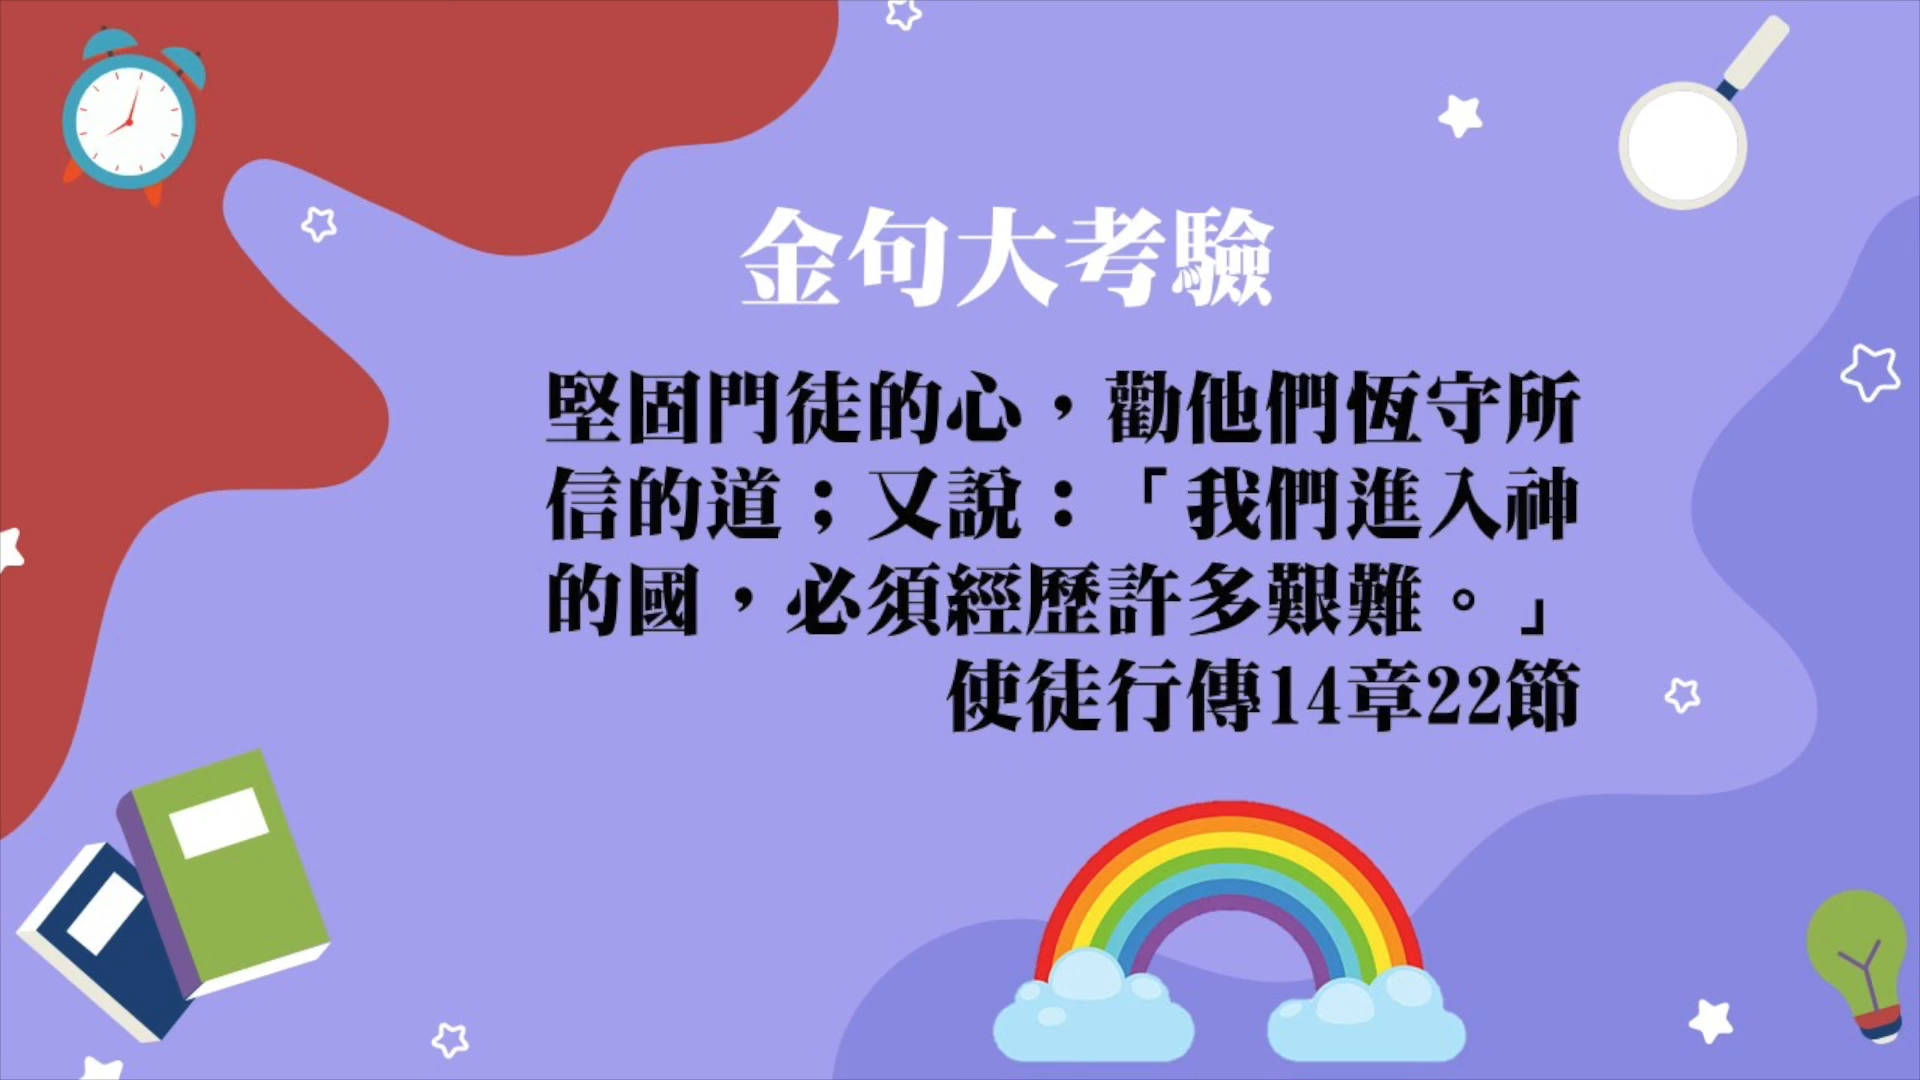 金句大考驗
堅固門徒的心，勸他們恆守所
信的道；又說：「我們進入神
的國，必須經歷許多艱難。」
使徒行傳14章22節